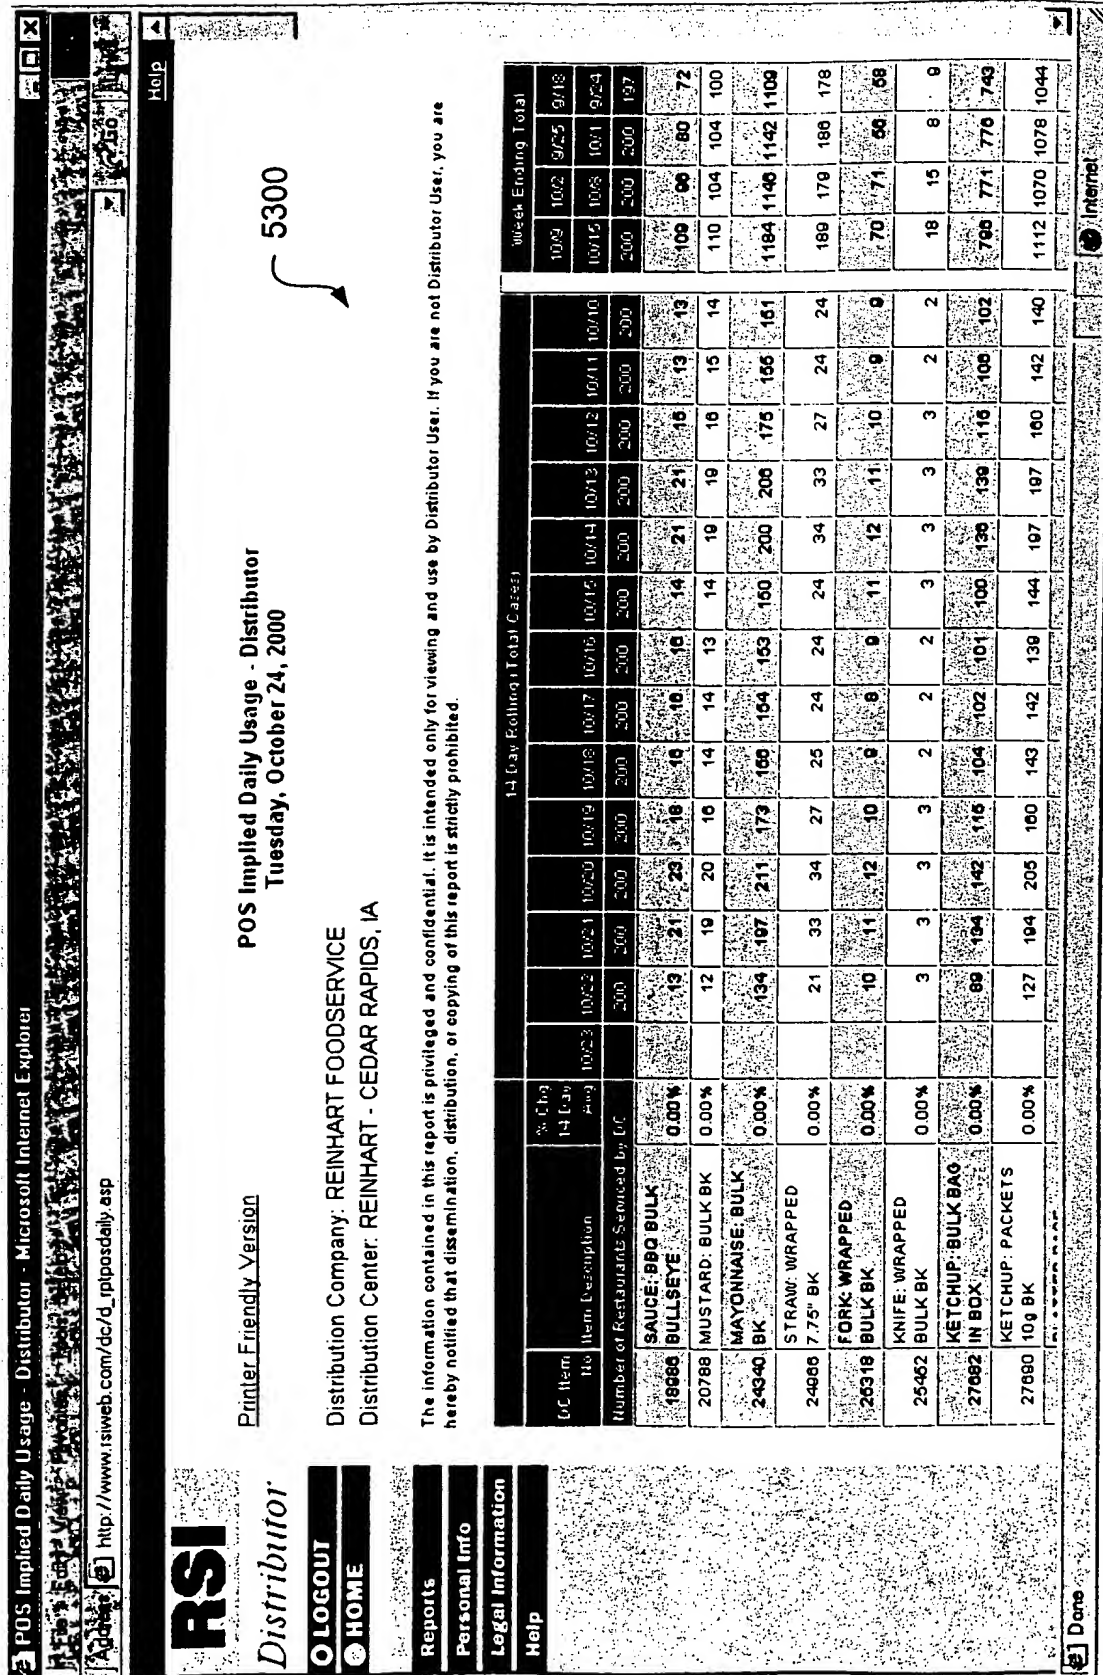 POS Implied Daily Usage - Distributor - Microsoft Internet Explorer
Address http://www.rsiweb.com/dc/d_rptposdaily.asp Go
Help
RSI
Distributor
LOGOUT
HOME
Reports
Personal Info
Legal Information
Help
Printer Friendly Version
POS Implied Daily Usage - Distributor
Tuesday, October 24, 2000
5300
Distribution Company: REINHART FOODSERVICE
Distribution Center: REINHART - CEDAR RAPIDS, IA
The information contained in this report is privileged and confidential. It is intended only for viewing and use by Distributor User. If you are not Distributor User, you are
hereby notified that dissemination, distribution, or copying of this report is strictly prohibited.
14 Day Rolling (Total Cases) Week Ending Total
% Chg 10/9 10/2 9/25 9/18
DC Item 14 Day
No Item Description Avg 10/23 10/22 10/21 10/20 10/19 10/18 10/17 10/16 10/15 10/14 10/13 10/12 10/11 10/10 10/15 10/8 10/1 9/24
Number of Restaurants Serviced by DC 200 200 200 200 200 200 200 200 200 200 200 200 200 200 200 200 197
18986 SAUCE: BBQ BULK BULLSEYE 0.00% 13 21 23 18 16 16 16 14 21 21 16 13 13 109 96 80 72
20788 MUSTARD: BULK BK 0.00% 12 19 20 16 14 14 13 14 19 19 16 15 14 110 104 104 100
24340 MAYONNAISE: BULK BK 0.00% 134 197 211 173 166 164 163 160 200 206 175 155 151 1184 1146 1142 1109
24986 STRAW: WRAPPED 7.75" BK 0.00% 21 33 34 27 25 24 24 24 34 33 27 24 24 189 179 186 178
25318 FORK: WRAPPED BULK BK 0.00% 10 11 12 10 9 8 9 11 12 11 10 9 9 70 71 66 58
25452 KNIFE: WRAPPED BULK BK 0.00% 3 3 3 3 2 2 2 3 3 3 3 2 2 18 15 8 9
27682 KETCHUP: BULK BAG IN BOX 0.00% 89 134 142 115 104 102 101 100 136 139 116 106 102 796 771 776 743
27690 KETCHUP: PACKETS 10g BK 0.00% 127 194 205 160 143 142 139 144 197 197 160 142 140 1112 1070 1078 1044
Done Internet